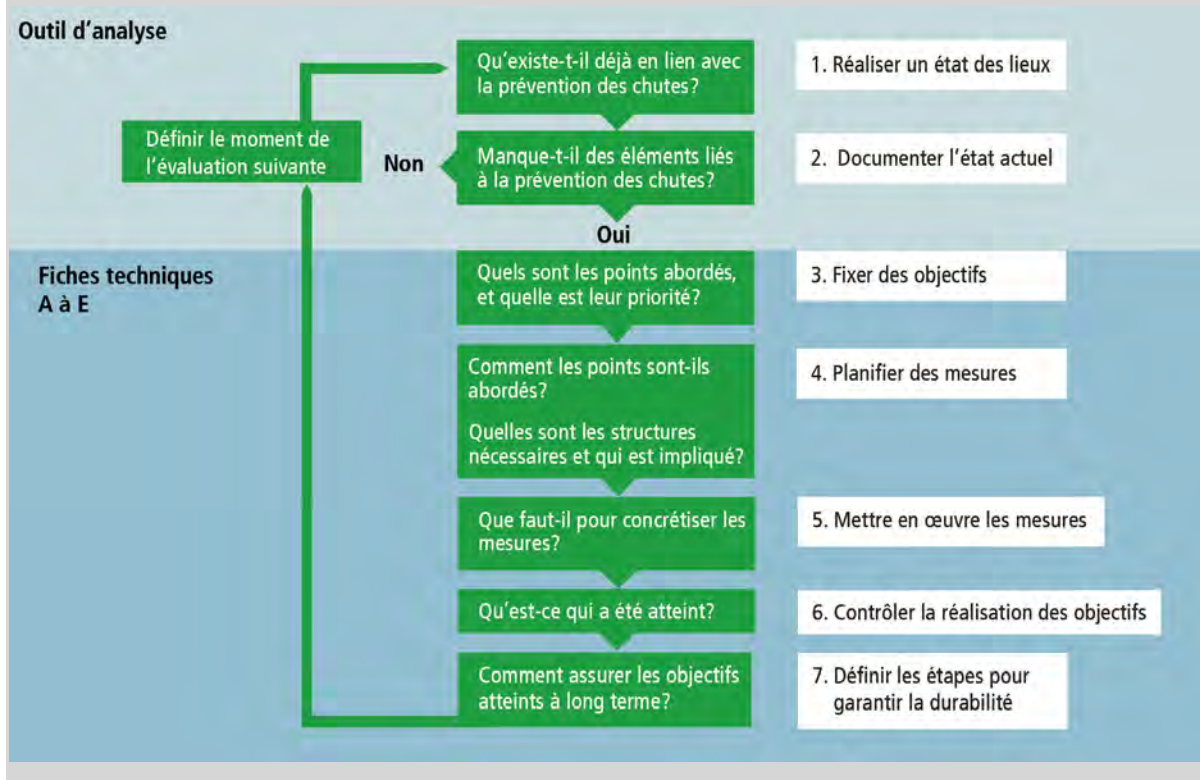 Outil d’analyse
Qu’existe-t-il déjà en lien avec
la prévention des chutes?
1. Réaliser un état des lieux
Définir le moment de
l’évaluation suivante
Non
Manque-t-il des éléments liés
à la prévention des chutes?
2. Documenter l’état actuel
Oui
Fiches techniques
A à E
Quels sont les points abordés,
et quelle est leur priorité?
3. Fixer des objectifs
Comment les points sont-ils
abordés?
Quelles sont les structures
nécessaires et qui est impliqué?
4. Planifier des mesures
Que faut-il pour concrétiser les
mesures?
5. Mettre en œuvre les mesures
Qu’est-ce qui a été atteint?
6. Contrôler la réalisation des objectifs
Comment assurer les objectifs
atteints à long terme?
7. Définir les étapes pour
garantir la durabilité